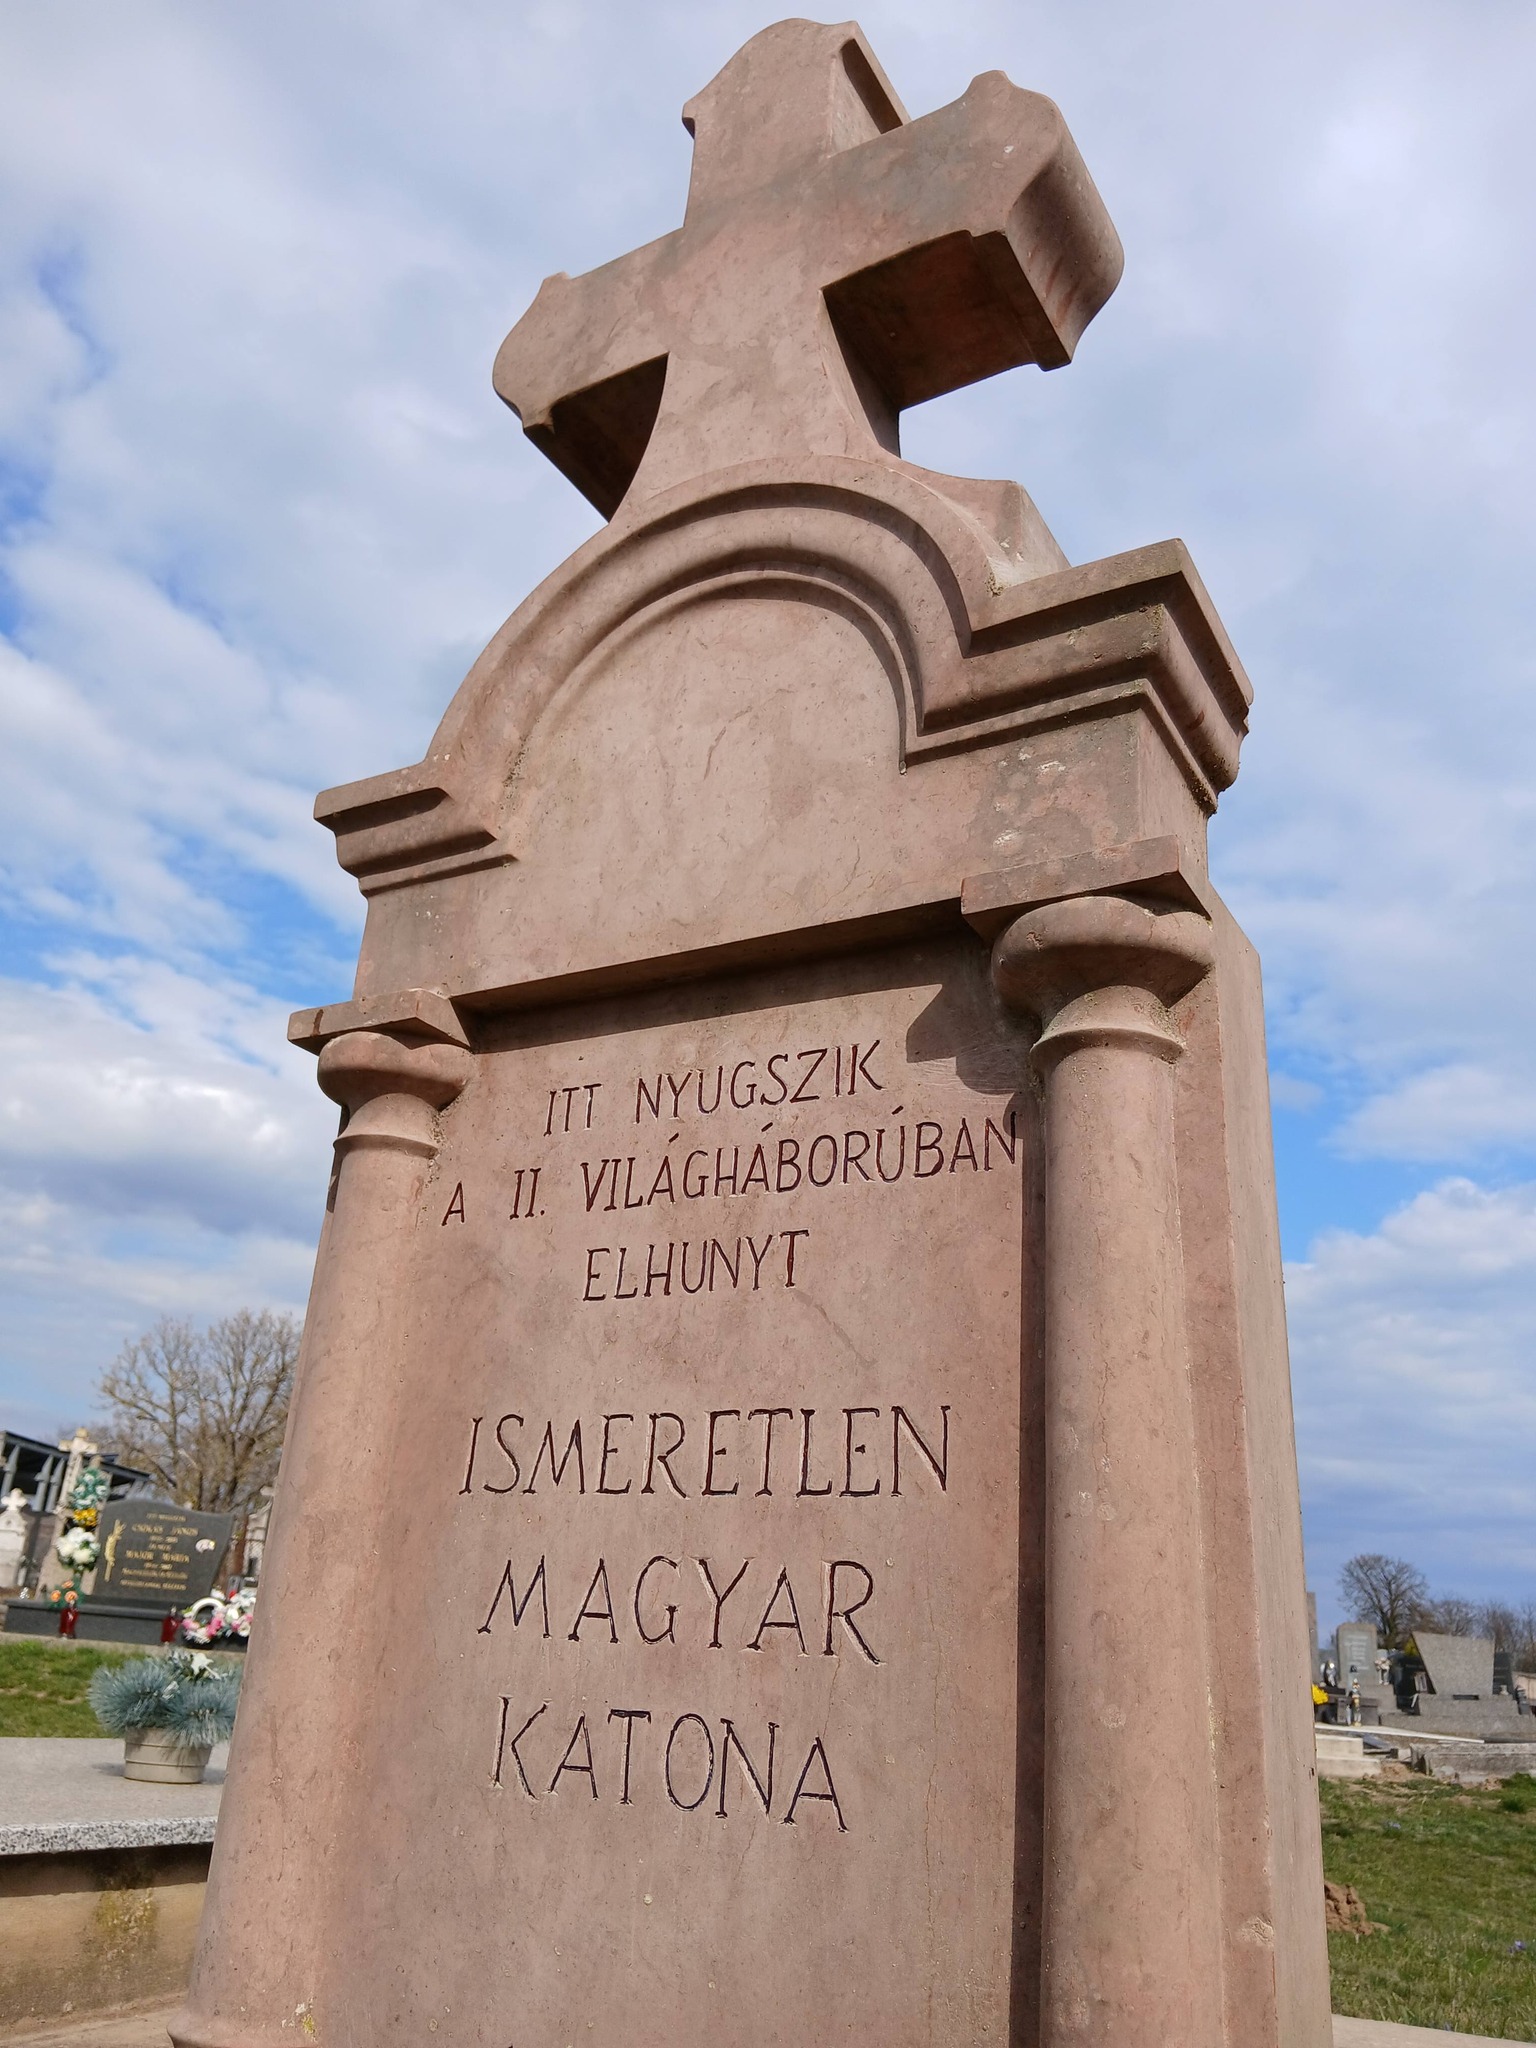 ITT NYUGSZIK
A II. VILÁGHÁBORÚBAN
ELHUNYT
ISMERETLEN
MAGYAR
KATONA